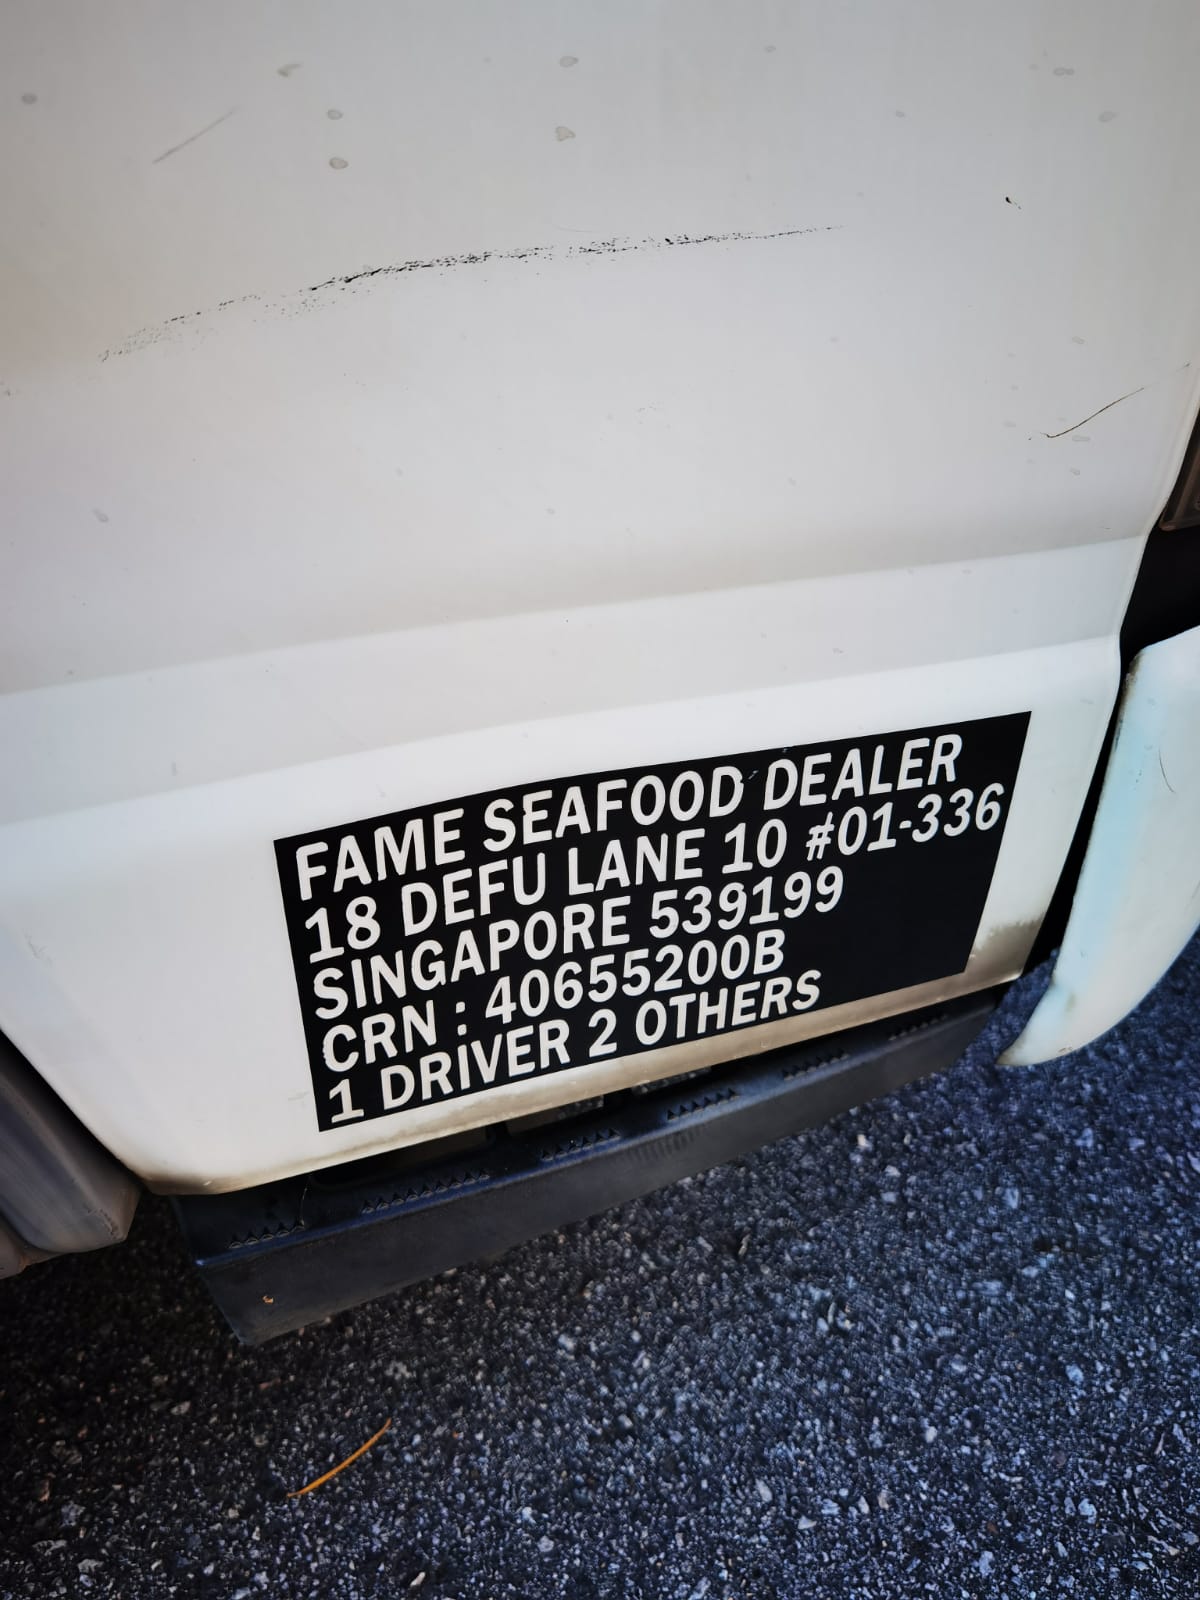 FAME SEAFOOD DEALER
18 DEFU LANE 10 #01-336
SINGAPORE 539199
CRN : 40655200B
1 DRIVER 2 OTHERS